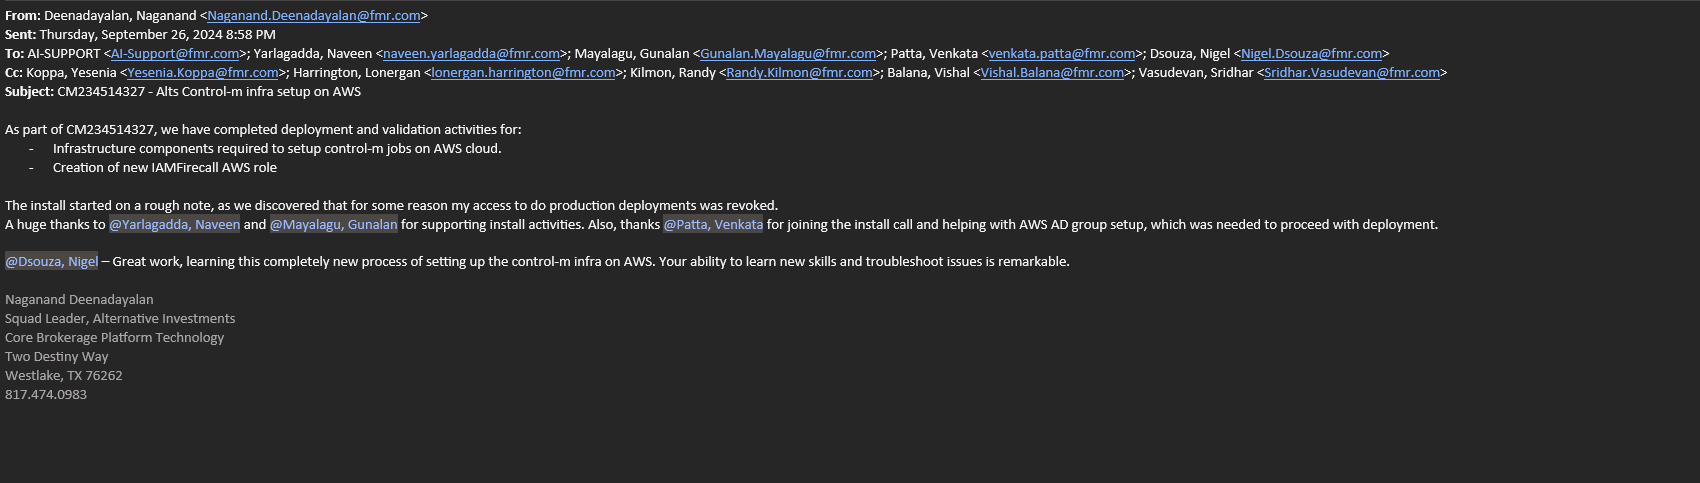 From: Deenadayalan, Naganand <Naganand.Deenadayalan@fmr.com>
Sent: Thursday, September 26, 2024 8:58 PM
To: AI-SUPPORT <AI-Support@fmr.com>; Yarlagadda, Naveen <naveen.yarlagadda@fmr.com>; Mayalagu, Gunalan <Gunalan.Mayalagu@fmr.com>; Patta, Venkata <venkata.patta@fmr.com>; Dsouza, Nigel <Nigel.Dsouza@fmr.com>
Cc: Koppa, Yesenia <Yesenia.Koppa@fmr.com>; Harrington, Lonergan <lonergan.harrington@fmr.com>; Kilmon, Randy <Randy.Kilmon@fmr.com>; Balana, Vishal <Vishal.Balana@fmr.com>; Vasudevan, Sridhar <Sridhar.Vasudevan@fmr.com>
Subject: CM234514327 - Alts Control-m infra setup on AWS
As part of CM234514327, we have completed deployment and validation activities for:
- Infrastructure components required to setup control-m jobs on AWS cloud.
- Creation of new IAMFirecall AWS role
The install started on a rough note, as we discovered that for some reason my access to do production deployments was revoked.
A huge thanks to @Yarlagadda, Naveen and @Mayalagu, Gunalan for supporting install activities. Also, thanks @Patta, Venkata for joining the install call and helping with AWS AD group setup, which was needed to proceed with deployment.
@Dsouza, Nigel – Great work, learning this completely new process of setting up the control-m infra on AWS. Your ability to learn new skills and troubleshoot issues is remarkable.
Naganand Deenadayalan
Squad Leader, Alternative Investments
Core Brokerage Platform Technology
Two Destiny Way
Westlake, TX 76262
817.474.0983